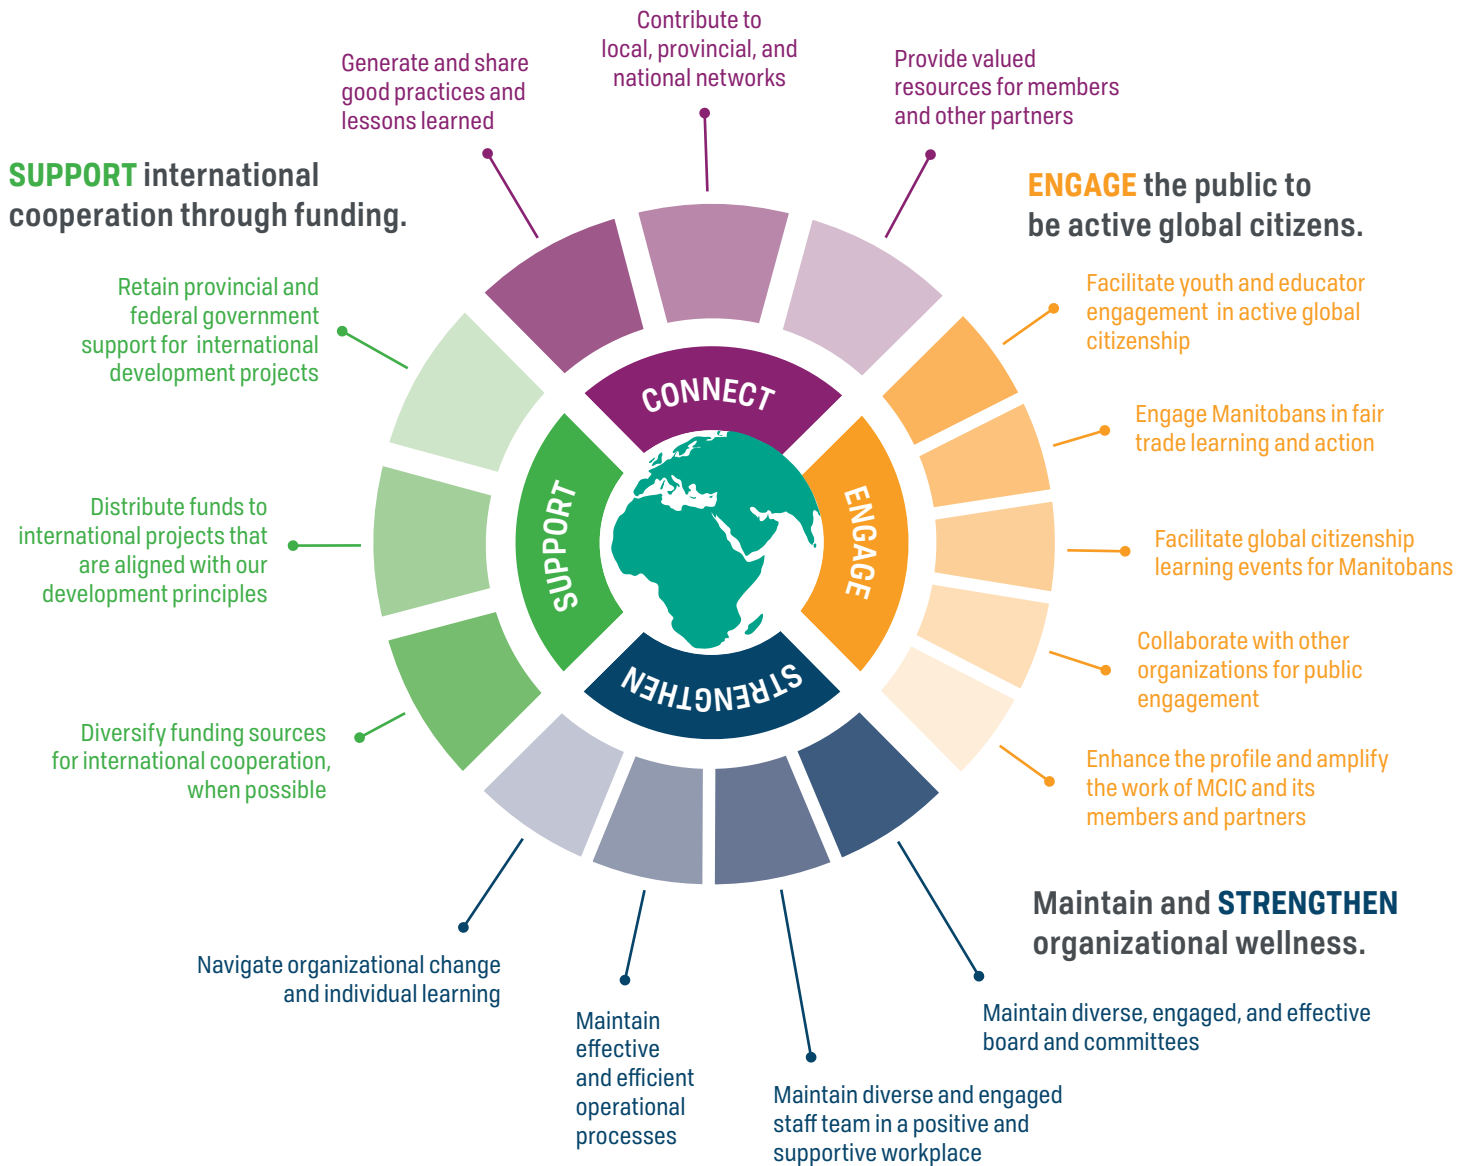 Contribute to
local, provincial, and
national networks
Generate and share
good practices and
lessons learned
Provide valued
resources for members
and other partners
SUPPORT international
cooperation through funding.
ENGAGE the public to
be active global citizens.
Retain provincial and
federal government
support for international
development projects
Distribute funds to
international projects that
are aligned with our
development principles
Diversify funding sources
for international cooperation,
when possible
CONNECT
SUPPORT
ENGAGE
STRENGTHEN
Facilitate youth and educator
engagement in active global
citizenship
Engage Manitobans in fair
trade learning and action
Facilitate global citizenship
learning events for Manitobans
Collaborate with other
organizations for public
engagement
Enhance the profile and amplify
the work of MCIC and its
members and partners
Maintain and STRENGTHEN
organizational wellness.
Navigate organizational change
and individual learning
Maintain
effective
and efficient
operational
processes
Maintain diverse and engaged
staff team in a positive and
supportive workplace
Maintain diverse, engaged, and effective
board and committees